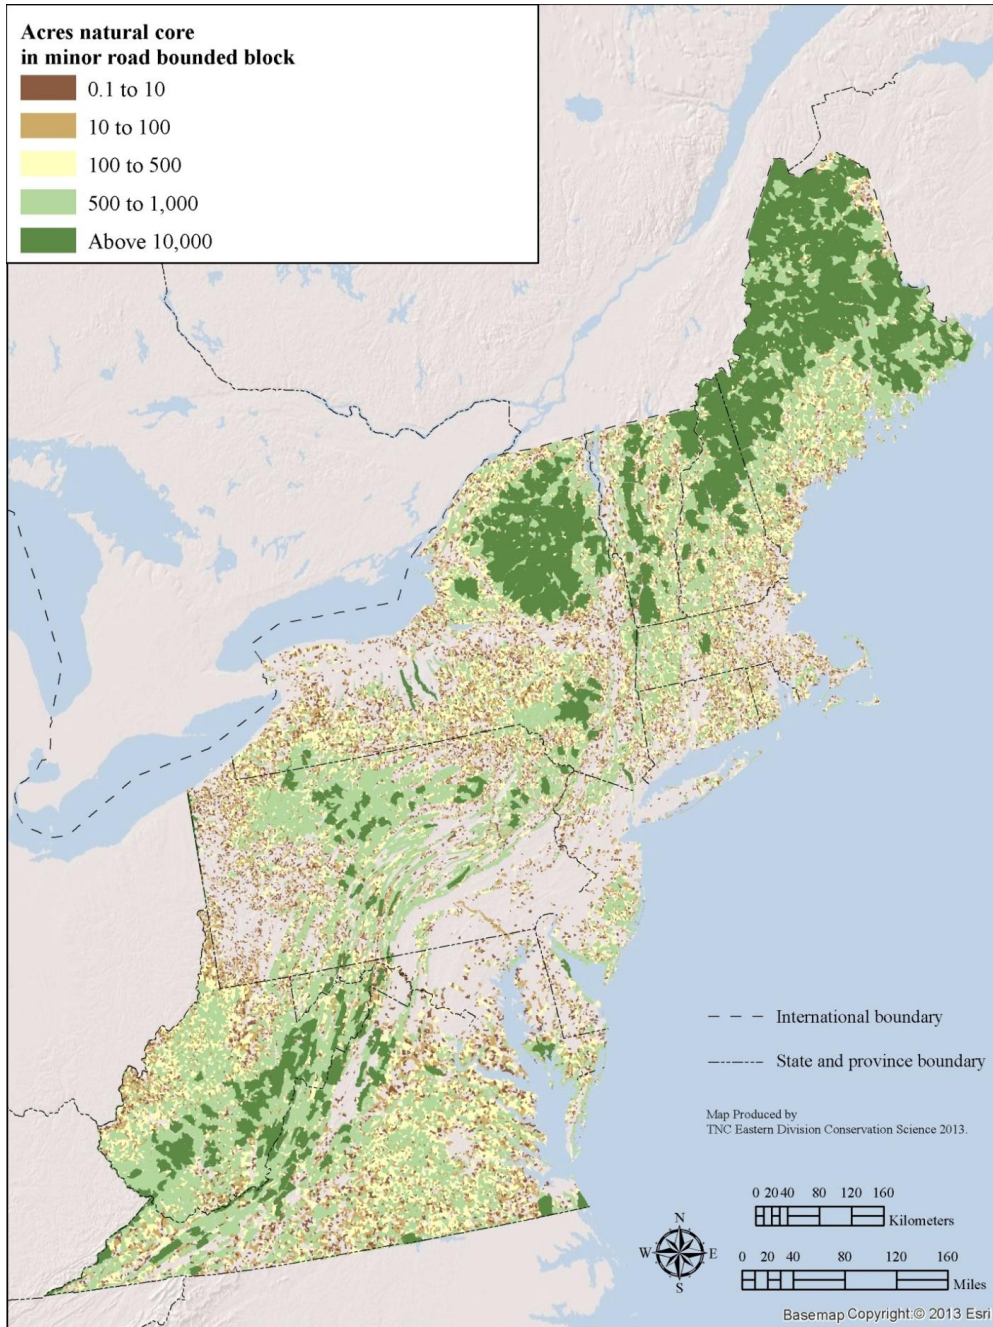 Acres natural core
in minor road bounded block
0.1 to 10
10 to 100
100 to 500
500 to 1,000
Above 10,000
International boundary
State and province boundary
Map Produced by
TNC Eastern Division Conservation Science 2013.
0 20 40 80 120 160
Kilometers
N
W E
S
0 20 40 80 120 160
Miles
Basemap Copyright:© 2013 Esri